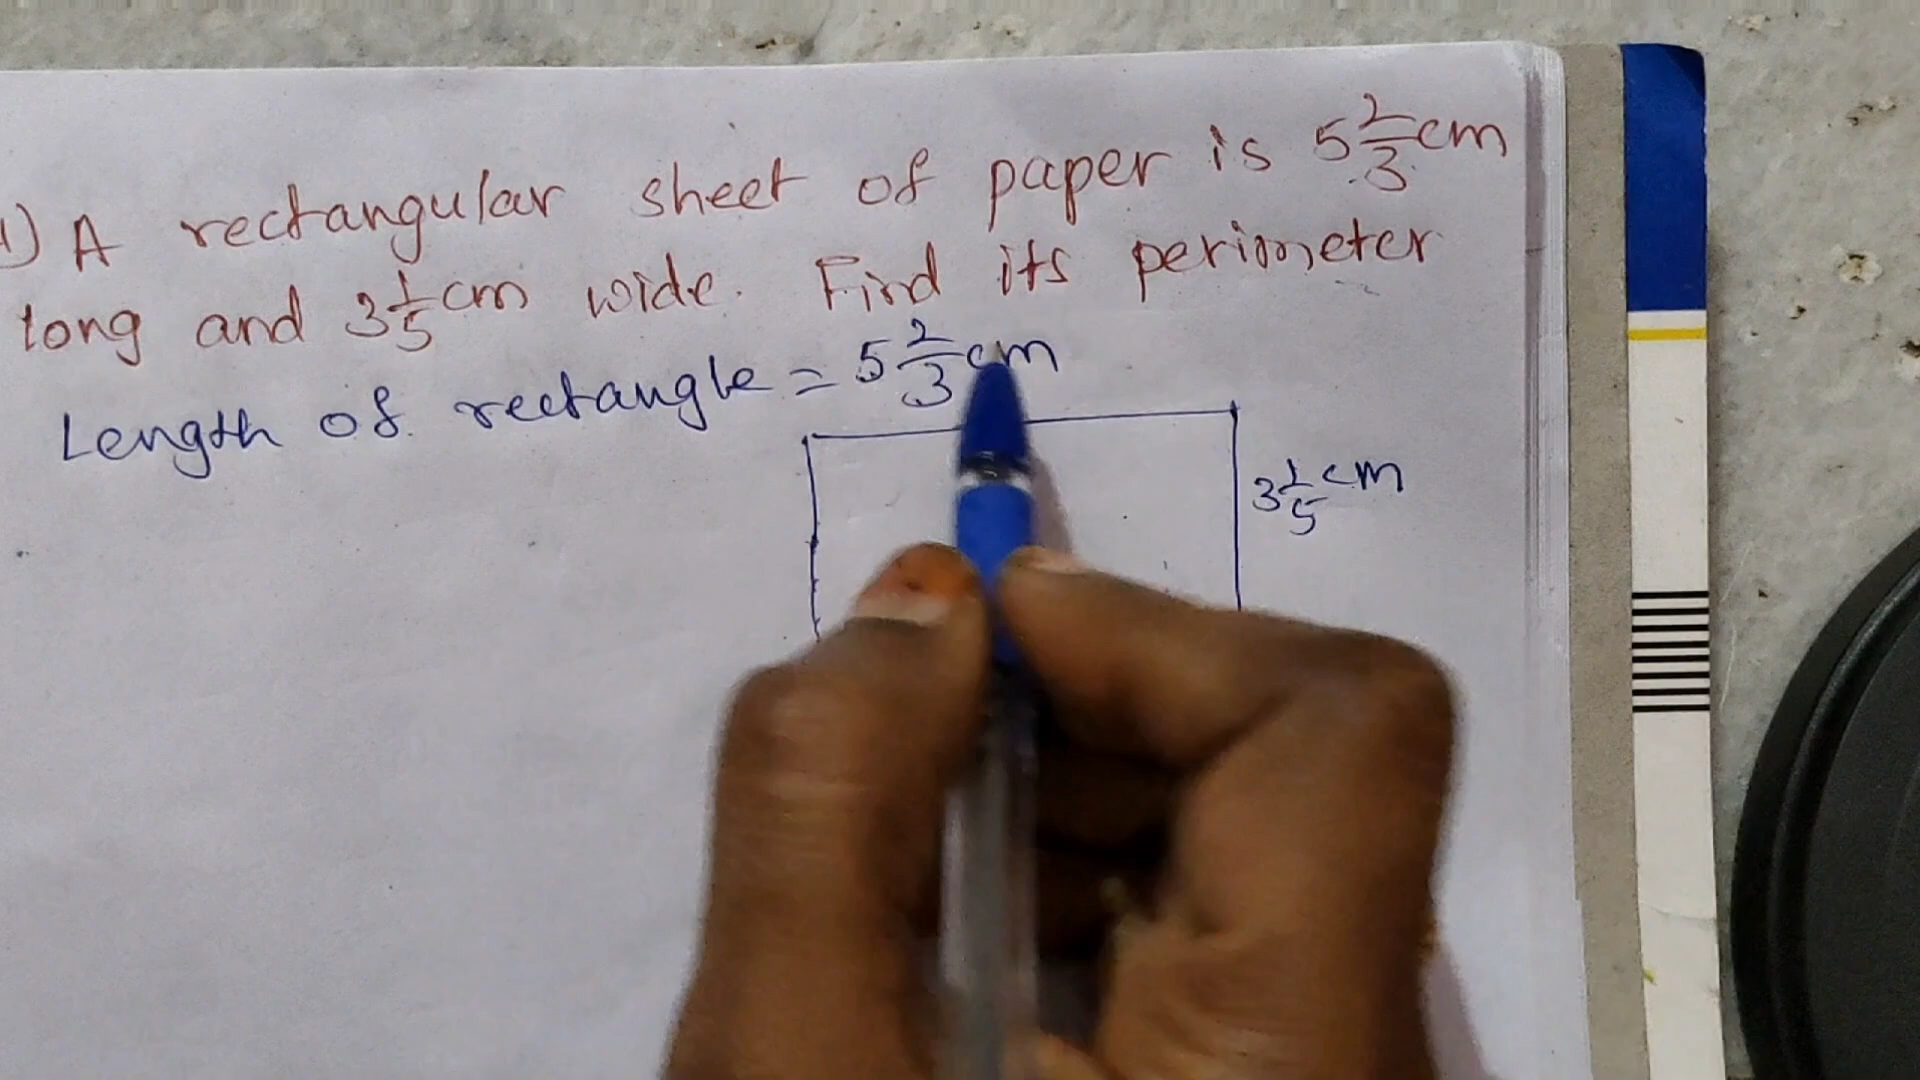 1) A rectangular sheet of paper is 5 2/3 cm
long and 3 1/5 cm wide. Find its perimeter
Length of rectangle = 5 2/3 cm
3 1/5 cm